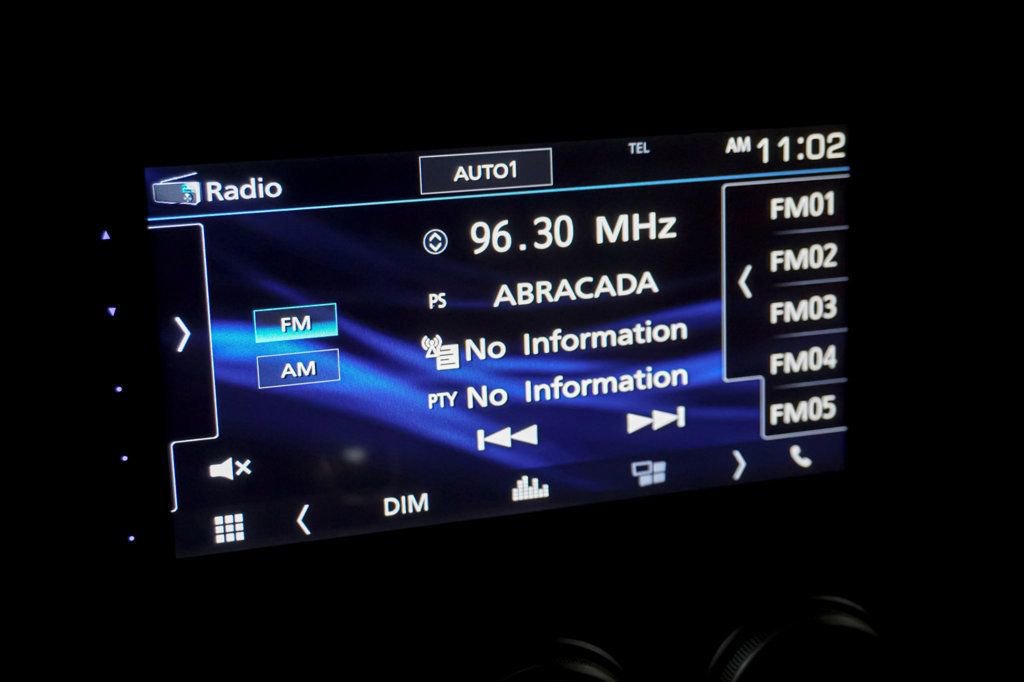 Radio
AUTO1
TEL
AM 11:02
96.30 MHz
PS ABRACADA
No Information
PTY No Information
FM
AM
FM01
FM02
FM03
FM04
FM05
DIM